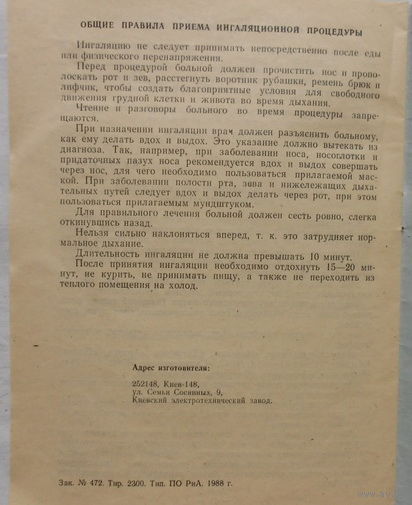 ОБЩИЕ ПРАВИЛА ПРИЕМА ИНГАЛЯЦИОННОЙ ПРОЦЕДУРЫ
Ингаляцию не следует принимать непосредственно после еды
или физического перенапряжения.
Перед процедурой больной должен прочистить нос и пропо-
лоскать рот и зев, расстегнуть воротник рубашки, ремень брюк и
лифчик, чтобы создать благоприятные условия для свободного
движения грудной клетки и живота во время дыхания.
Чтение и разговоры больного во время процедуры запре-
щаются.
При назначении ингаляции врач должен разъяснить больному,
как ему делать вдох и выдох. Это указание должно вытекать из
диагноза. Так, например, при заболевании носа, носоглотки и
придаточных пазух носа рекомендуется вдох и выдох совершать
через нос, для чего необходимо пользоваться прилагаемой мас-
кой. При заболевании полости рта, зева и нижележащих дыха-
тельных путей следует вдох и выдох делать через рот, при этом
пользоваться прилагаемым мундштуком.
Для правильного лечения больной должен сесть ровно, слегка
откинувшись назад.
Нельзя сильно наклоняться вперед, т. к. это затрудняет нор-
мальное дыхание.
Длительность ингаляции не должна превышать 10 минут.
После принятия ингаляции необходимо отдохнуть 15—20 ми-
нут, не курить, не принимать пищу, а также не переходить из
теплого помещения на холод.
Адрес изготовителя:
252148, Киев-148,
ул. Семьи Сосниных, 9,
Киевский электротехнический завод.
Зак. № 472. Тир. 2300. Тип. ПО РиА. 1988 г.